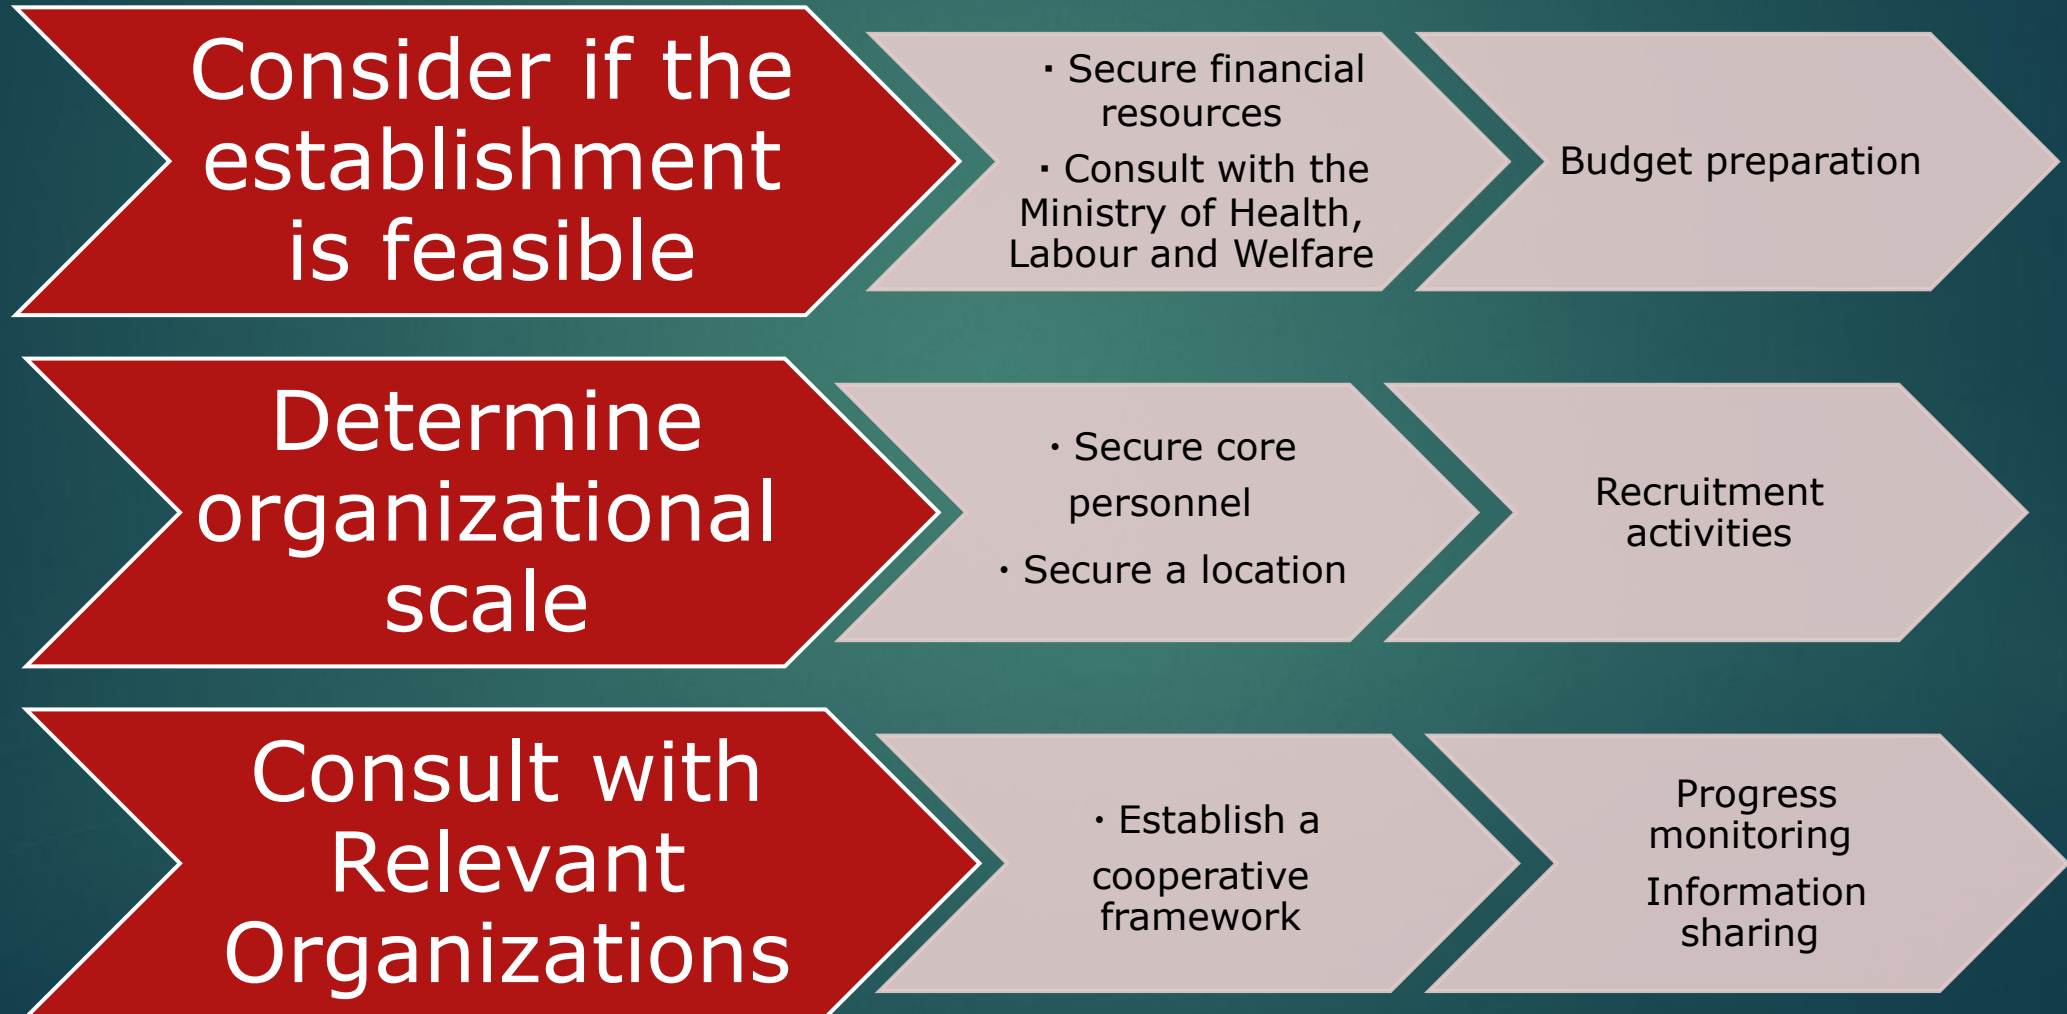 Consider if the
establishment
is feasible
・Secure financial
resources
・Consult with the
Ministry of Health,
Labour and Welfare
Budget preparation
Determine
organizational
scale
・Secure core
personnel
・Secure a location
Recruitment
activities
Consult with
Relevant
Organizations
・Establish a
cooperative
framework
Progress
monitoring
Information
sharing